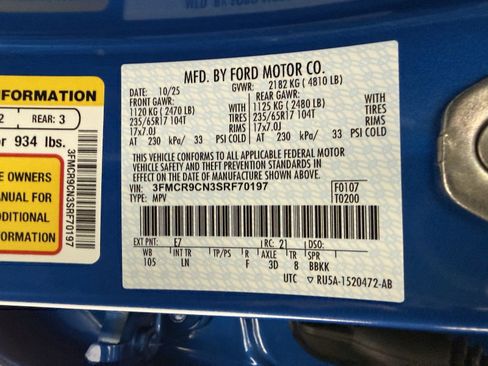 MFD. BY FORD MOTOR CO.
DATE: 10/25 GVWR: 2182 KG ( 4810 LB)
FRONT GAWR: REAR GAWR:
1120 KG ( 2470 LB) 1125 KG ( 2480 LB)
235/65R17 104T TIRES 235/65R17 104T TIRES
17x7.0J RIMS 17x7.0J RIMS
AT 230 kPa/ 33 PSI COLD AT 230 kPa/ 33 PSI COLD
THIS VEHICLE CONFORMS TO ALL APPLICABLE FEDERAL MOTOR
VEHICLE SAFETY AND THEFT PREVENTION STANDARDS IN
EFFECT ON THE DATE OF MANUFACTURE SHOWN ABOVE.
VIN: 3FMCR9CN3SRF70197 F0107
TYPE: MPV T0200
EXT PNT: E7 RC: 21 DSO:
WB INT TR TP/PS R AXLE TR SPR
105 LN F 3D 8 BBKK
UTC ▽ RU5A-1520472-AB
INFORMATION
2 REAR: 3
or 934 lbs.
E OWNERS
ANUAL FOR
DDITIONAL
FORMATION
3FMCR9CN3SRF70197